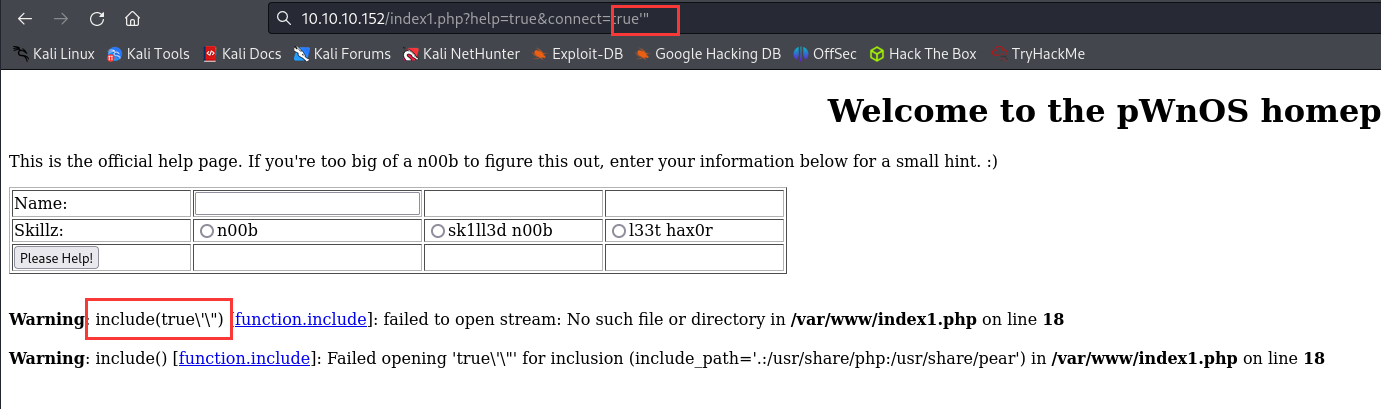 10.10.10.152/index1.php?help=true&connect=true'"
Kali Linux Kali Tools Kali Docs Kali Forums Kali NetHunter Exploit-DB Google Hacking DB OffSec Hack The Box TryHackMe
Welcome to the pWnOS homep
This is the official help page. If you're too big of a n00b to figure this out, enter your information below for a small hint. :)
Name:
Skillz: n00b sk1ll3d n00b l33t hax0r
Please Help!
Warning: include(true\'\") [function.include]: failed to open stream: No such file or directory in /var/www/index1.php on line 18
Warning: include() [function.include]: Failed opening 'true\'\"' for inclusion (include_path='.:/usr/share/php:/usr/share/pear') in /var/www/index1.php on line 18